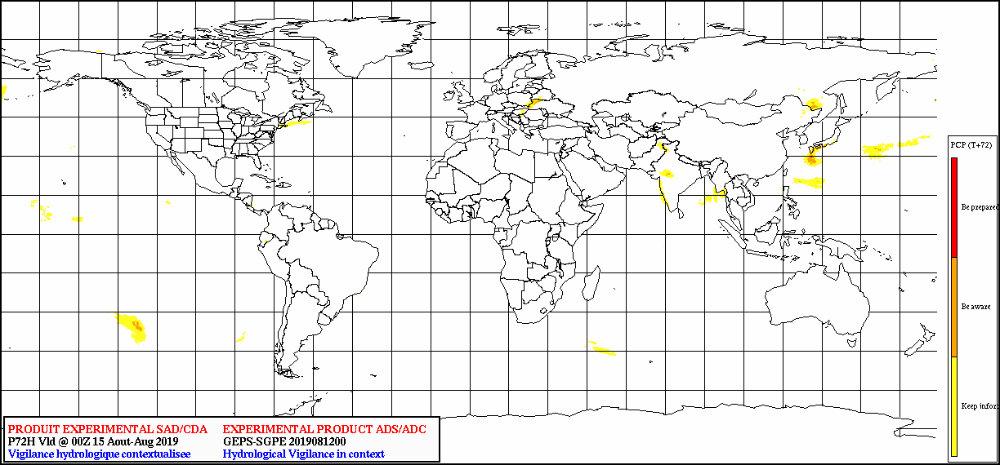 PCP (T+72)
Be prepared
Be aware
Keep infor
PRODUIT EXPERIMENTAL SAD/CDA EXPERIMENTAL PRODUCT ADS/ADC
P72H Vld @ 00Z 15 Aout-Aug 2019 GEPS-SGPE 2019081200
Vigilance hydrologique contextualisee Hydrological Vigilance in context